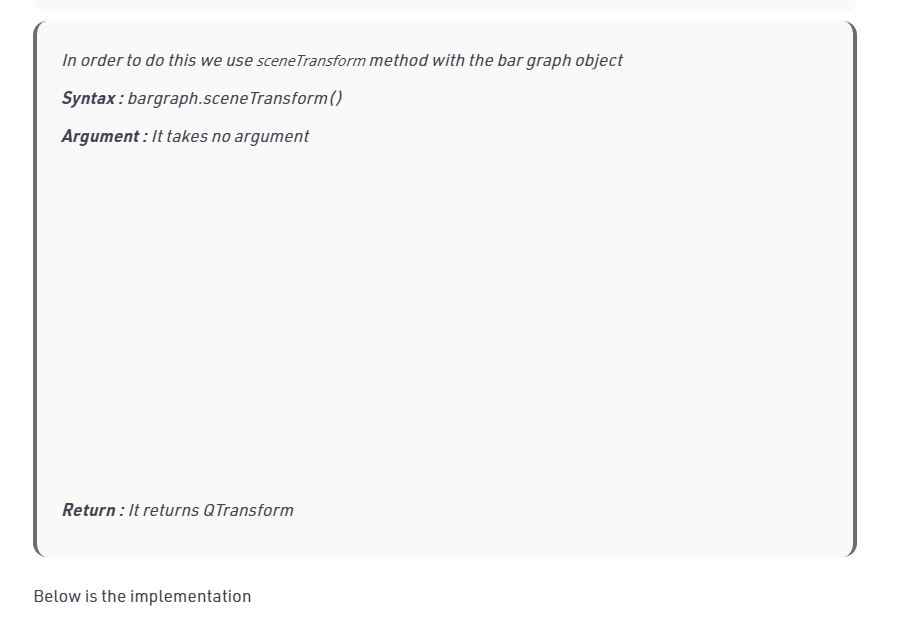 In order to do this we use sceneTransform method with the bar graph object
Syntax : bargraph.sceneTransform()
Argument : It takes no argument
Return : It returns QTransform
Below is the implementation